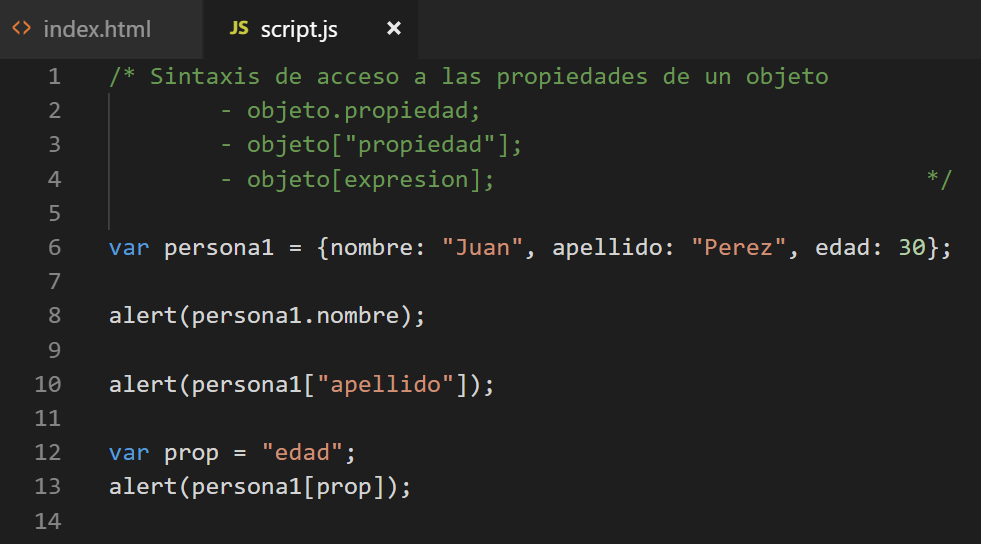 <> index.html JS script.js ×
1 /* Sintaxis de acceso a las propiedades de un objeto
2 - objeto.propiedad;
3 - objeto["propiedad"];
4 - objeto[expresion]; */
5
6 var persona1 = {nombre: "Juan", apellido: "Perez", edad: 30};
7
8 alert(persona1.nombre);
9
10 alert(persona1["apellido"]);
11
12 var prop = "edad";
13 alert(persona1[prop]);
14